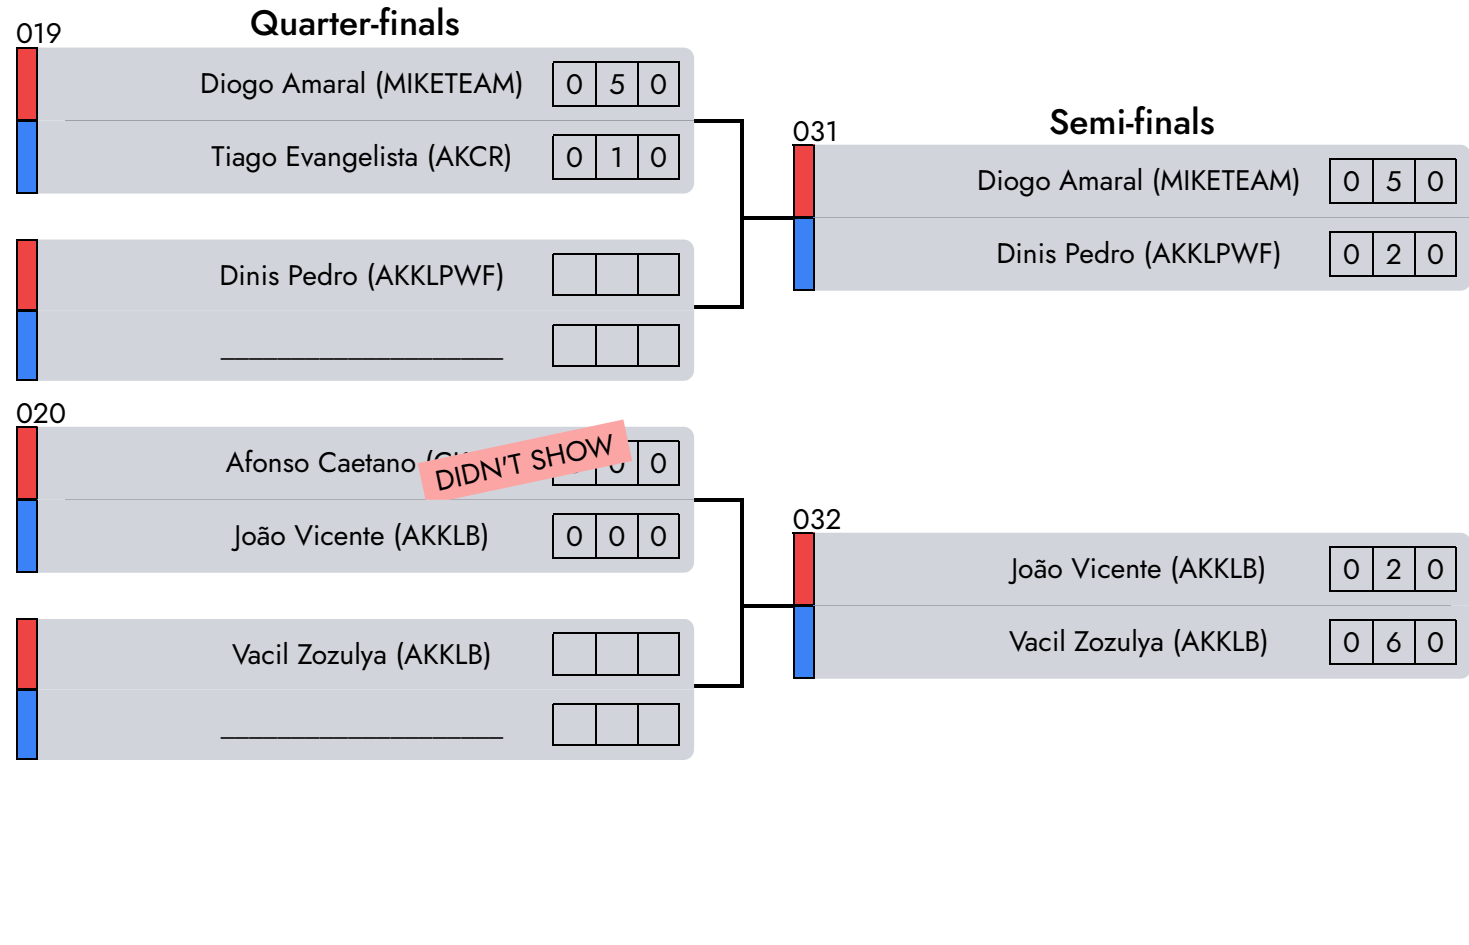 Quarter-finals
019
Diogo Amaral (MIKETEAM) 0 5 0
Tiago Evangelista (AKCR) 0 1 0
Dinis Pedro (AKKLPWF)
____________________
020
Afonso Caetano 0
DIDN'T SHOW
João Vicente (AKKLB) 0 0 0
Vacil Zozulya (AKKLB)
____________________
Semi-finals
031
Diogo Amaral (MIKETEAM) 0 5 0
Dinis Pedro (AKKLPWF) 0 2 0
032
João Vicente (AKKLB) 0 2 0
Vacil Zozulya (AKKLB) 0 6 0